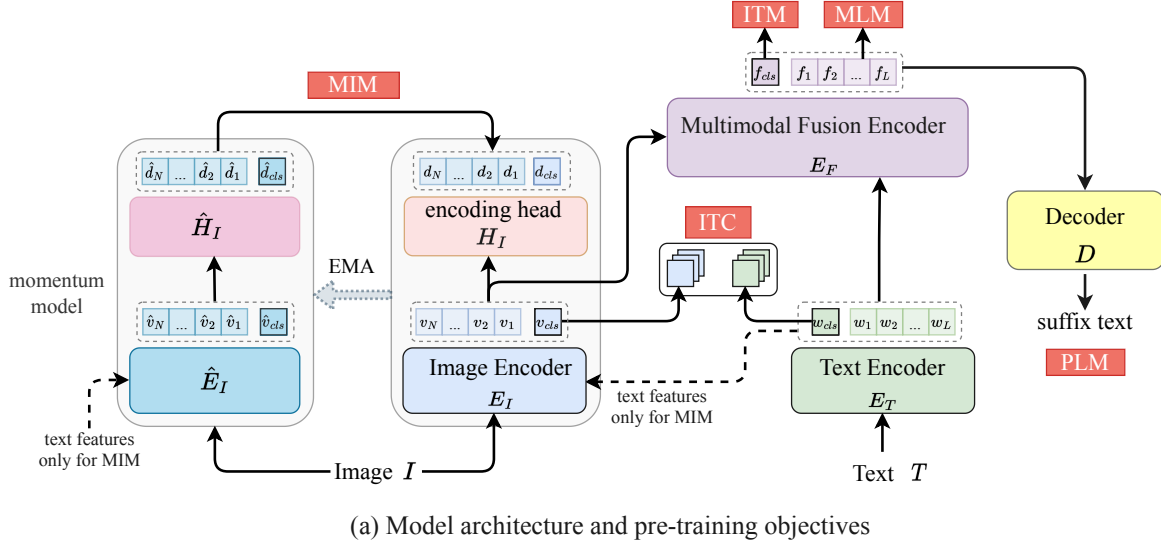 ITM
MLM
f_cls f_1 f_2 ... f_L
MIM
Multimodal Fusion Encoder
E_F
d̂_N ... d̂_2 d̂_1 d̂_cls
d_N ... d_2 d_1 d_cls
Ĥ_I
encoding head
H_I
ITC
Decoder
D
momentum
model
EMA
v̂_N ... v̂_2 v̂_1 v̂_cls
v_N ... v_2 v_1 v_cls
w_cls w_1 w_2 ... w_L
suffix text
PLM
Ê_I
Image Encoder
E_I
Text Encoder
E_T
text features
only for MIM
text features
only for MIM
Image I
Text T
(a) Model architecture and pre-training objectives